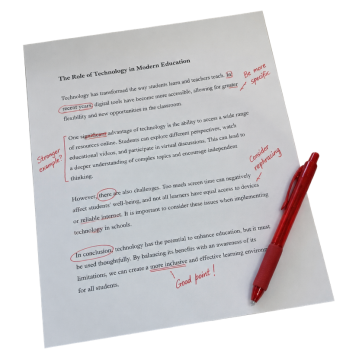 The Role of Technology in Modern Education
Technology has transformed the way students learn and teachers teach. In
recent years digital tools have become more accessible, allowing for greater
flexibility and new opportunities in the classroom.
Be more
specific
One significant advantage of technology is the ability to access a wide range
of resources online. Students can explore different perspectives, watch
educational videos, and participate in virtual discussions. This can lead to
a deeper understanding of complex topics and encourage independent
thinking.
Stronger
example?
However, there are also challenges. Too much screen time can negatively
affect students' well-being, and not all learners have equal access to devices
or reliable internet. It is important to consider these issues when implementing
technology in schools.
Consider
rephrasing
In conclusion, technology has the potential to enhance education, but it must
be used thoughtfully. By balancing its benefits with an awareness of its
limitations, we can create a more inclusive and effective learning environ
for all students.
Good point!